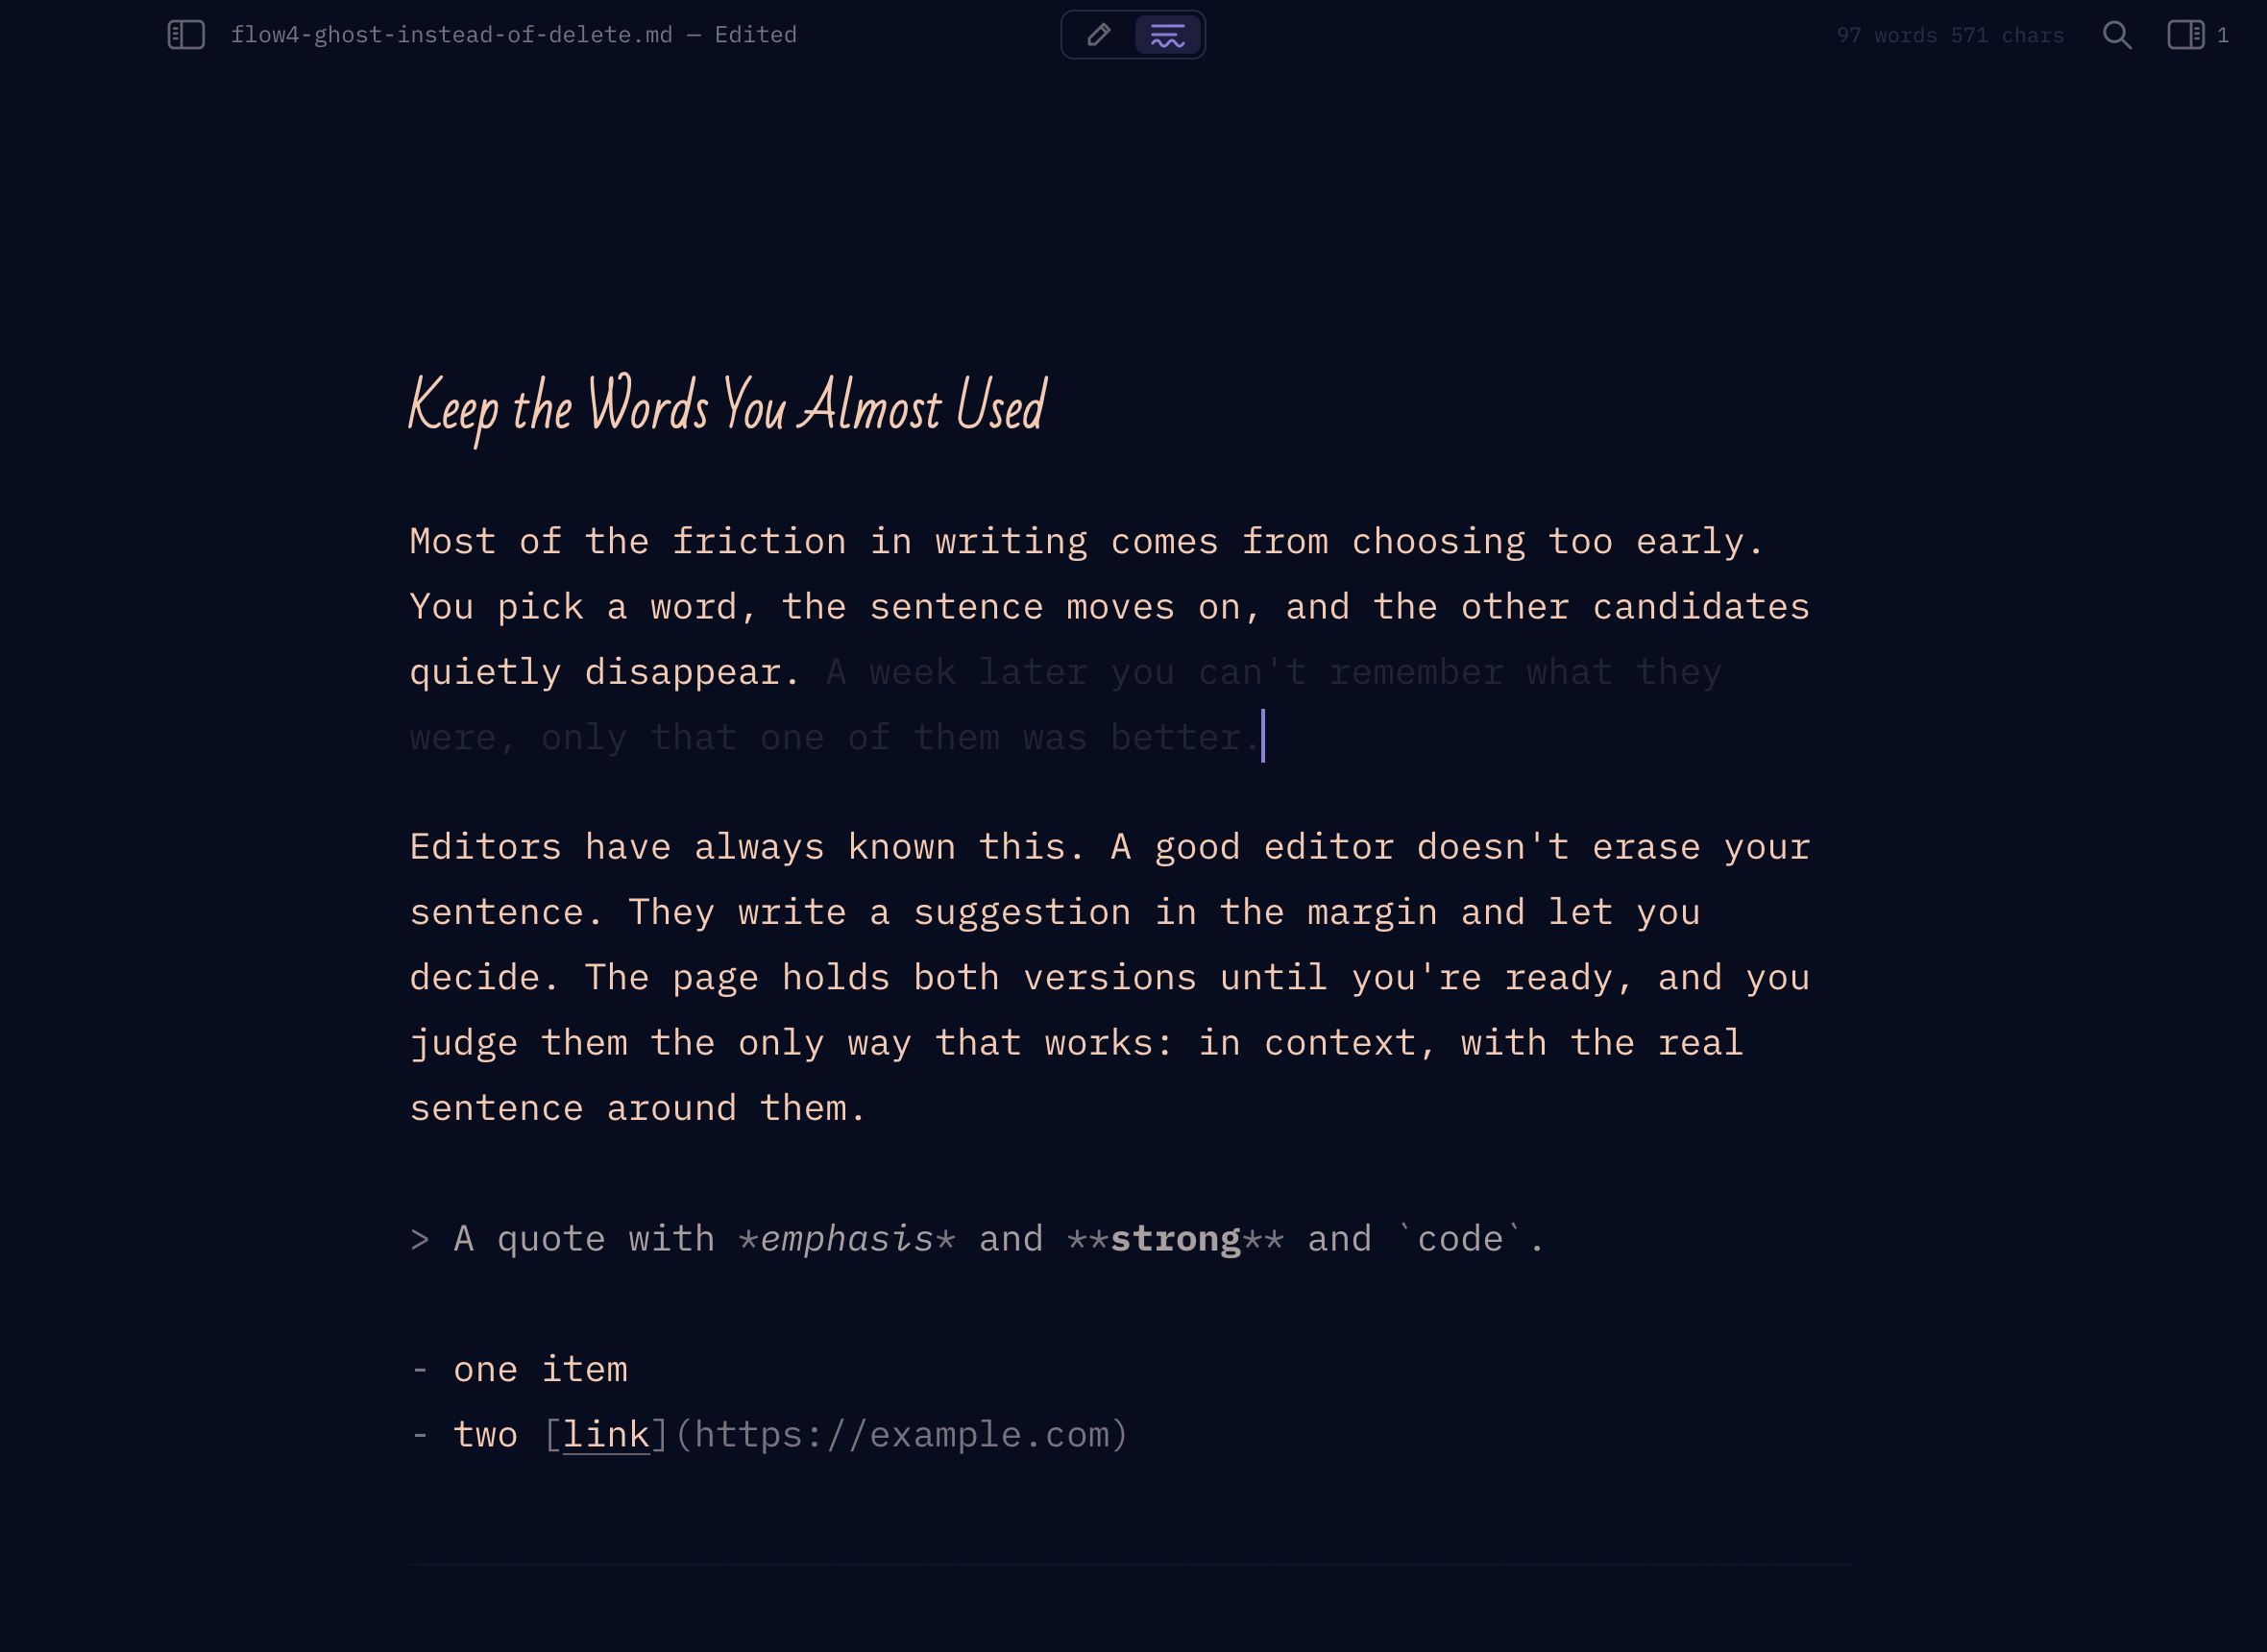 flow4-ghost-instead-of-delete.md — Edited
97 words 571 chars
1
Keep the Words You Almost Used
Most of the friction in writing comes from choosing too early.
You pick a word, the sentence moves on, and the other candidates
quietly disappear. A week later you can't remember what they
were, only that one of them was better.
Editors have always known this. A good editor doesn't erase your
sentence. They write a suggestion in the margin and let you
decide. The page holds both versions until you're ready, and you
judge them the only way that works: in context, with the real
sentence around them.
> A quote with *emphasis* and **strong** and `code`.
- one item
- two [link](https://example.com)